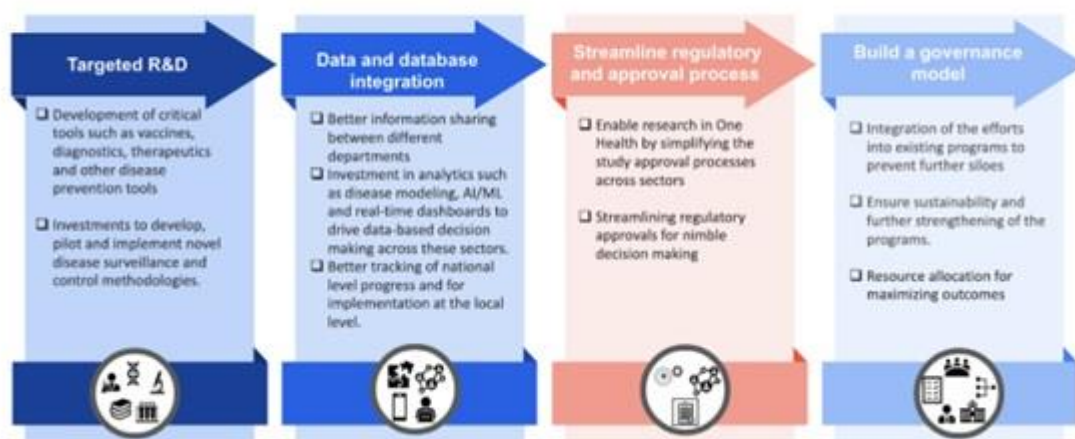 Targeted R&D
❑ Development of critical
tools such as vaccines,
diagnostics, therapeutics
and other disease
prevention tools
❑ Investments to develop,
pilot and implement novel
disease surveillance and
control methodologies.
Data and database
integration
❑ Better information sharing
between different
departments
❑ Investment in analytics such
as disease modeling, AI/ML
and real-time dashboards to
drive data-based decision
making across these sectors.
❑ Better tracking of national
level progress and for
implementation at the local
level.
Streamline regulatory
and approval process
❑ Enable research in One
Health by simplifying the
study approval processes
across sectors
❑ Streamlining regulatory
approvals for nimble
decision making
Build a governance
model
❑ Integration of the efforts
into existing programs to
prevent further siloes
❑ Ensure sustainability and
further strengthening of the
programs.
❑ Resource allocation for
maximizing outcomes